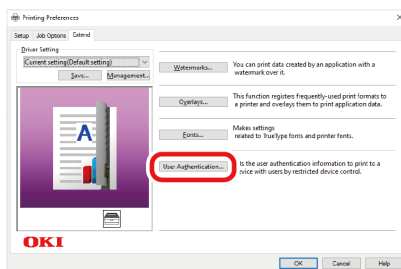 Printing Preferences
Setup Job Options Extend
Driver Setting
Current setting(Default setting)
Save... Management...
A
OKI
Watermarks... You can print data created by an application with a
watermark over it.
Overlays... This function registers frequently-used print formats to
a printer and overlays them to print application data.
Fonts... Makes settings
related to TrueType fonts and printer fonts.
User Authentication... ls the user authentication information to print to a
vice with users by restricted device control.
OK Cancel Help